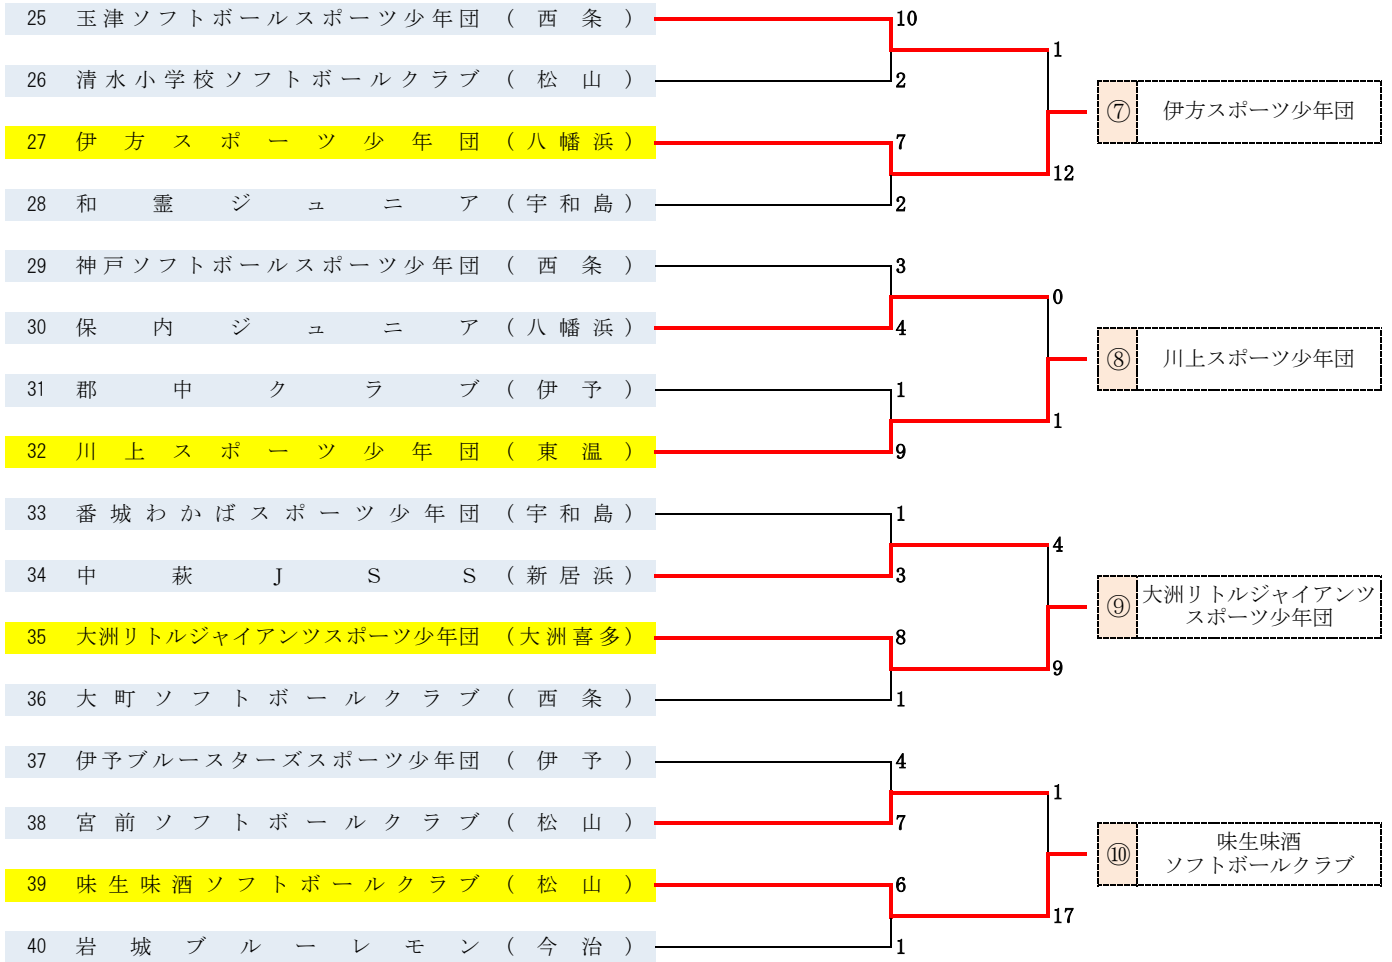 25 玉津ソフトボールスポーツ少年団 (西条) 10
1
26 清水小学校ソフトボールクラブ (松山) 2
⑦ 伊方スポーツ少年団
27 伊方スポーツ少年団 (八幡浜) 7
12
28 和霊ジュニア (宇和島) 2
29 神戸ソフトボールスポーツ少年団 (西条) 3
0
30 保内ジュニア (八幡浜) 4
⑧ 川上スポーツ少年団
31 郡中クラブ (伊予) 1
1
32 川上スポーツ少年団 (東温) 9
33 番城わかばスポーツ少年団 (宇和島) 1
4
34 中萩JSS (新居浜) 3
⑨ 大洲リトルジャイアンツ
スポーツ少年団
35 大洲リトルジャイアンツスポーツ少年団 (大洲喜多) 8
9
36 大町ソフトボールクラブ (西条) 1
37 伊予ブルースターズスポーツ少年団 (伊予) 4
1
38 宮前ソフトボールクラブ (松山) 7
⑩ 味生味酒
ソフトボールクラブ
39 味生味酒ソフトボールクラブ (松山) 6
17
40 岩城ブルーレモン (今治) 1